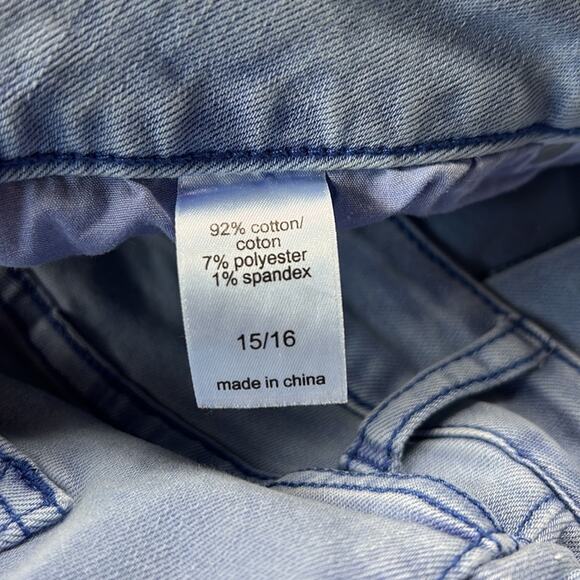 92% cotton/
coton
7% polyester
1% spandex
15/16
made in china